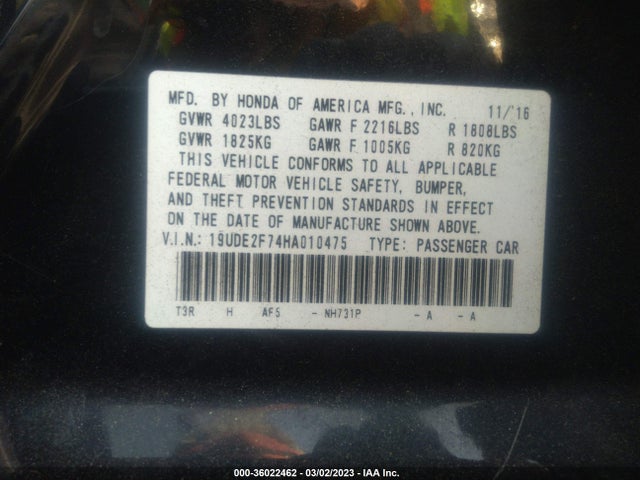 MFD. BY HONDA OF AMERICA MFG., INC. 11/'16
GVWR 4023LBS GAWR F 2216LBS R 1808LBS
GVWR 1825KG GAWR F 1005KG R 820KG
THIS VEHICLE CONFORMS TO ALL APPLICABLE
FEDERAL MOTOR VEHICLE SAFETY, BUMPER,
AND THEFT PREVENTION STANDARDS IN EFFECT
ON THE DATE OF MANUFACTURE SHOWN ABOVE.
V.I.N.: 19UDE2F74HA010475 TYPE: PASSENGER CAR
T3R H AF5 - NH731P - A - A
000-36022462 - 03/02/2023 - IAA Inc.